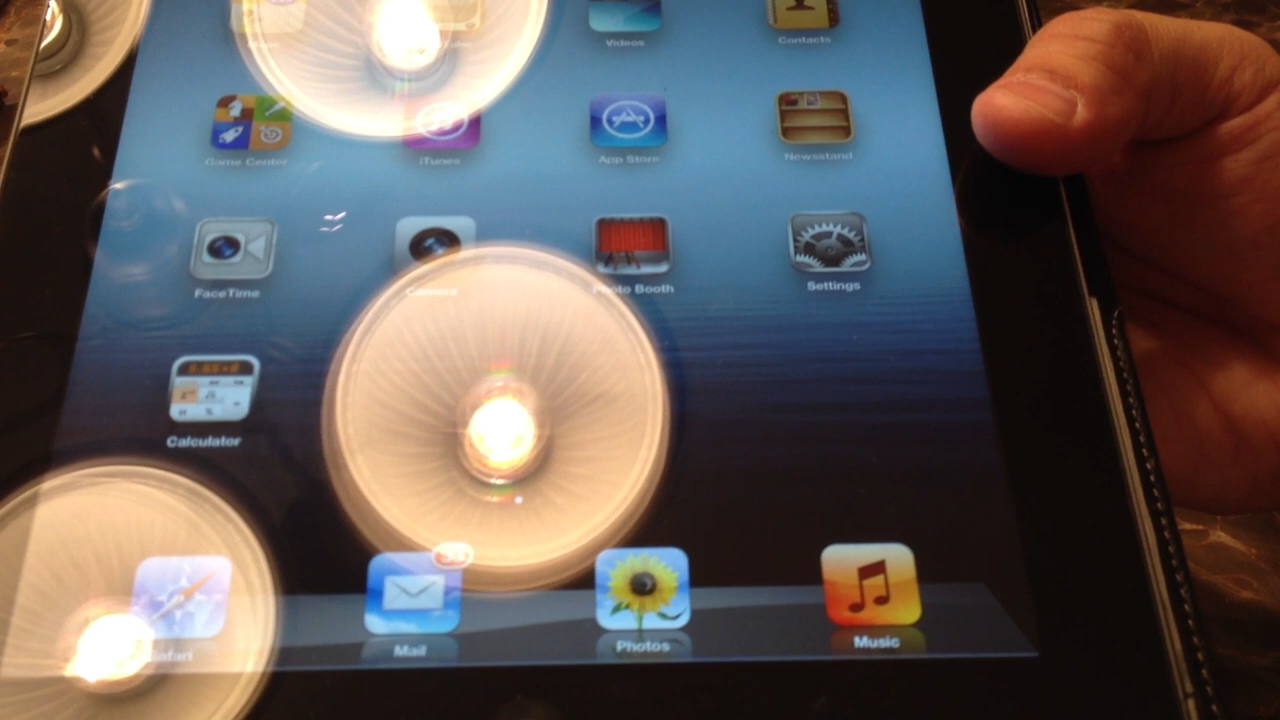 Videos
Contacts
Game Center
iTunes
App Store
Newsstand
FaceTime
Camera
Photo Booth
Settings
Calculator
Safari
Mail
Photos
Music